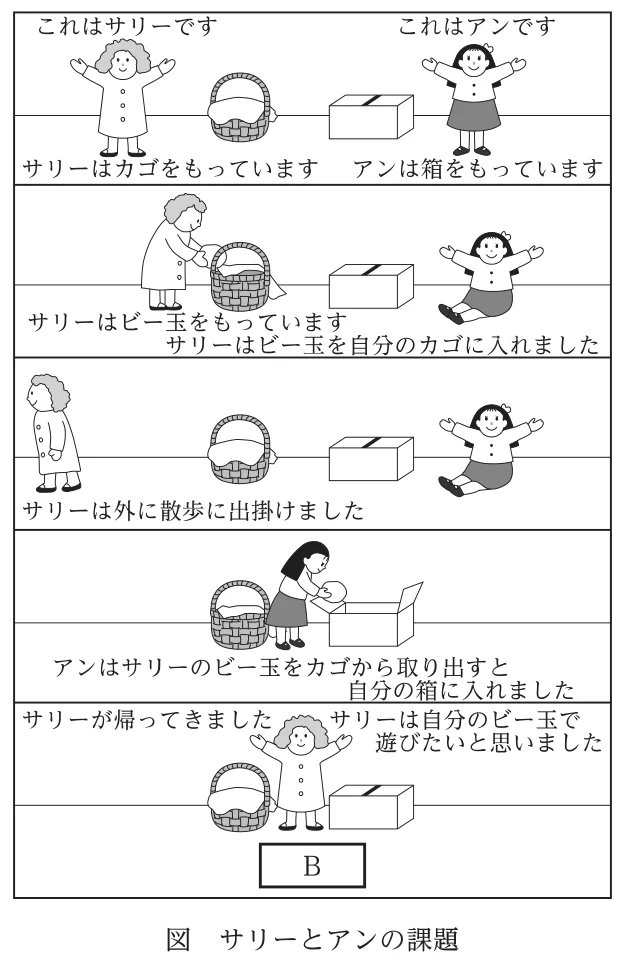 これはサリーです
これはアンです
サリーはカゴをもっています
アンは箱をもっています
サリーはビー玉をもっています
サリーはビー玉を自分のカゴに入れました
サリーは外に散歩に出掛けました
アンはサリーのビー玉をカゴから取り出すと
自分の箱に入れました
サリーが帰ってきました
サリーは自分のビー玉で
遊びたいと思いました
B
図　サリーとアンの課題